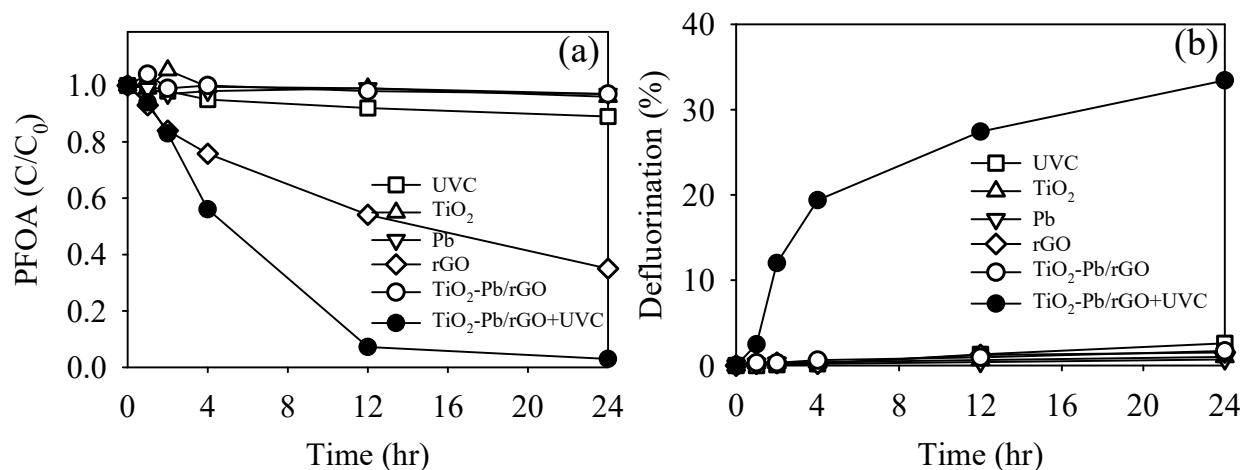 (a)
PFOA (C/C₀)
1.0
0.8
0.6
0.4
0.2
0.0
UVC
TiO₂
Pb
rGO
TiO₂-Pb/rGO
TiO₂-Pb/rGO+UVC
0 4 8 12 16 20 24
Time (hr)
(b)
Defluorination (%)
40
30
20
10
0
UVC
TiO₂
Pb
rGO
TiO₂-Pb/rGO
TiO₂-Pb/rGO+UVC
0 4 8 12 16 20 24
Time (hr)